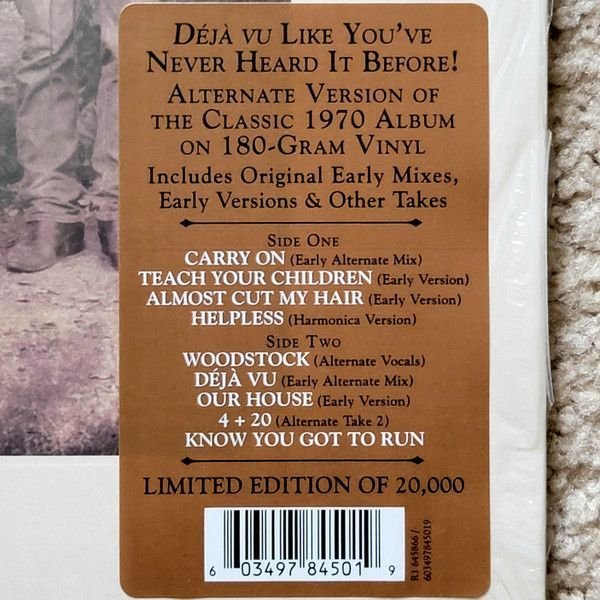 DÉJÀ VU LIKE YOU'VE
NEVER HEARD IT BEFORE!
ALTERNATE VERSION OF
THE CLASSIC 1970 ALBUM
ON 180-GRAM VINYL
Includes Original Early Mixes,
Early Versions & Other Takes
SIDE ONE
CARRY ON (Early Alternate Mix)
TEACH YOUR CHILDREN (Early Version)
ALMOST CUT MY HAIR (Early Version)
HELPLESS (Harmonica Version)
SIDE TWO
WOODSTOCK (Alternate Vocals)
DÉJÀ VU (Early Alternate Mix)
OUR HOUSE (Early Version)
4 + 20 (Alternate Take 2)
KNOW YOU GOT TO RUN
LIMITED EDITION OF 20,000
6 03497 84501 9
R1 645866 /
603497845019